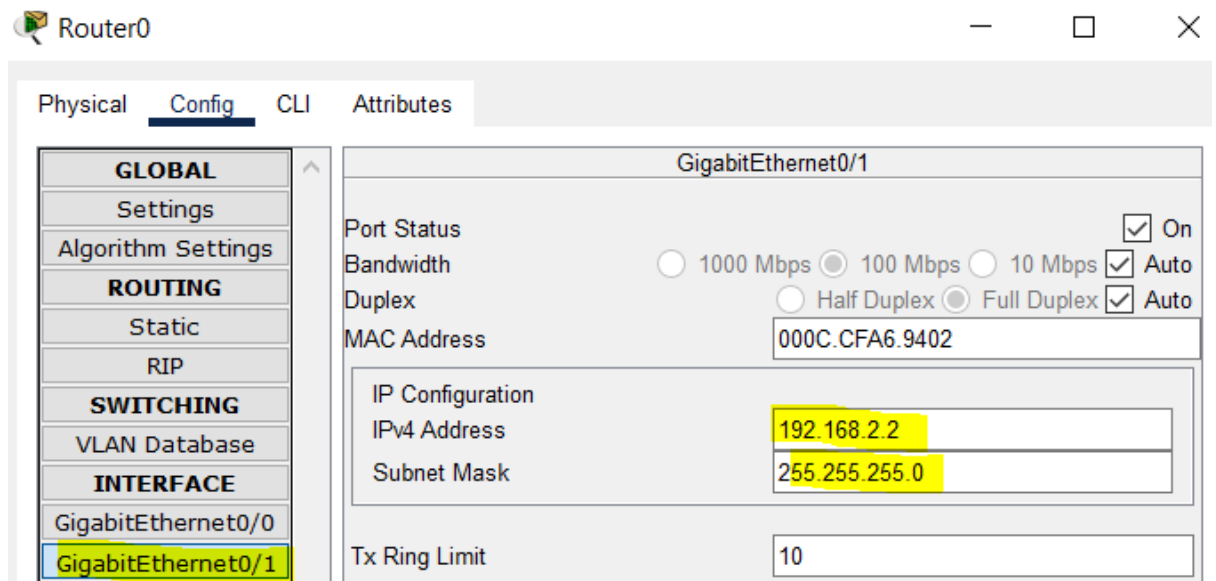 Router0
Physical Config CLI Attributes
GLOBAL
Settings
Algorithm Settings
ROUTING
Static
RIP
SWITCHING
VLAN Database
INTERFACE
GigabitEthernet0/0
GigabitEthernet0/1
GigabitEthernet0/1
Port Status On
Bandwidth 1000 Mbps 100 Mbps 10 Mbps Auto
Duplex Half Duplex Full Duplex Auto
MAC Address 000C.CFA6.9402
IP Configuration
IPv4 Address 192.168.2.2
Subnet Mask 255.255.255.0
Tx Ring Limit 10